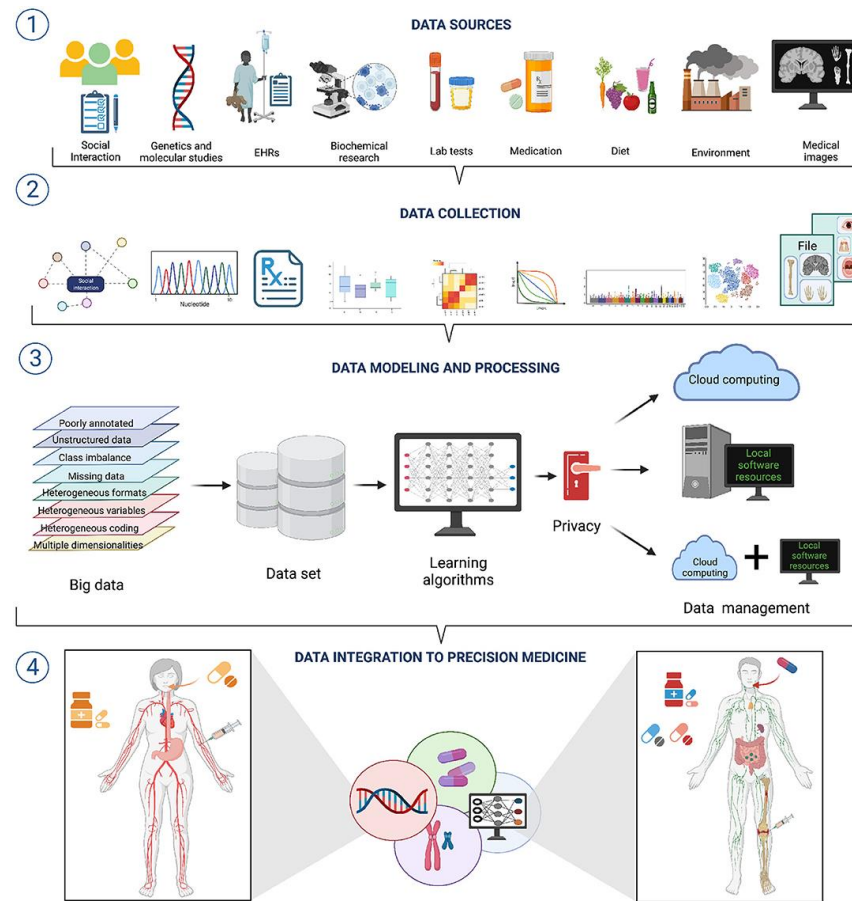 1
DATA SOURCES
Social
Interaction
Genetics and
molecular studies
EHRs
Biochemical
research
Lab tests
Medication
Diet
Environment
Medical
images
2
DATA COLLECTION
Social
interaction
1
10
Nucleotide
Rx
File
3
DATA MODELING AND PROCESSING
Poorly annotated
Unstructured data
Class imbalance
Missing data
Heterogeneous formats
Heterogeneous variables
Heterogeneous coding
Multiple dimensionalities
Big data
Data set
Learning
algorithms
Privacy
Cloud computing
Local
software
resources
Cloud
computing
+
Local
software
resources
Data management
4
DATA INTEGRATION TO PRECISION MEDICINE